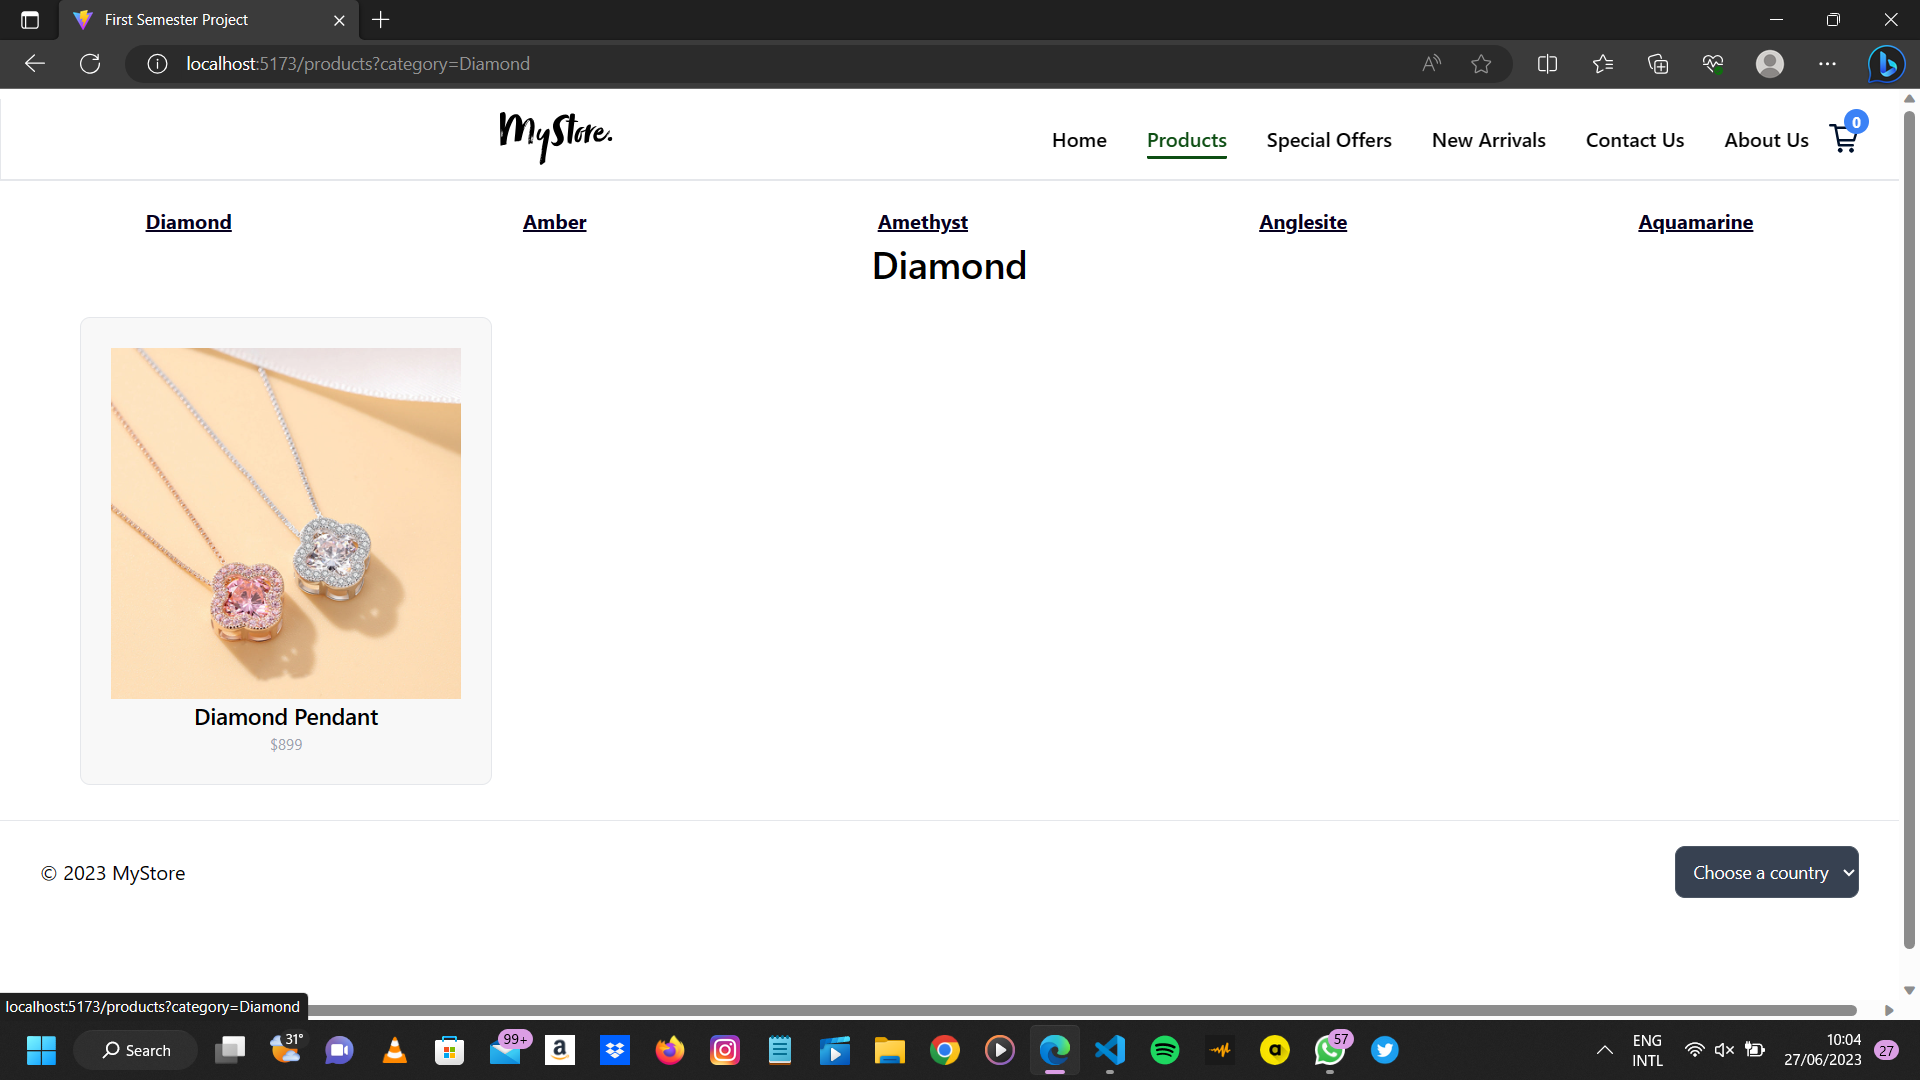 First Semester Project
localhost:5173/products?category=Diamond
MyStore.
Home
Products
Special Offers
New Arrivals
Contact Us
About Us
0
Diamond
Amber
Amethyst
Anglesite
Aquamarine
Diamond
Diamond Pendant
$899
© 2023 MyStore
Choose a country
localhost:5173/products?category=Diamond
Search
31°
99+
a
57
ENG
INTL
10:04
27/06/2023
27